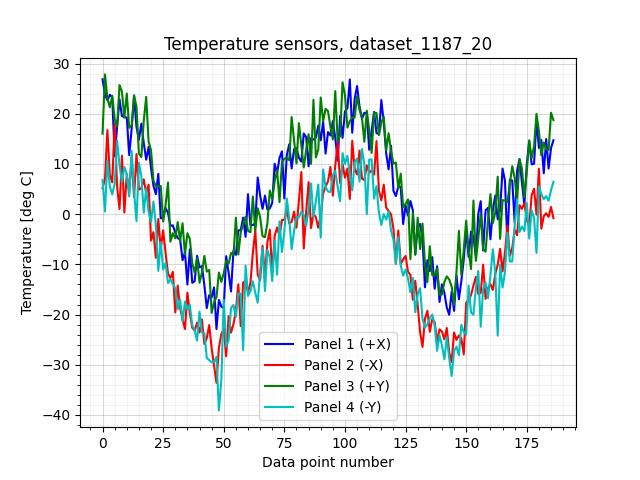 Temperature sensors, dataset_1187_20
Temperature [deg C]
30
20
10
0
−10
−20
−30
−40
0
25
50
75
100
125
150
175
Data point number
Panel 1 (+X)
Panel 2 (-X)
Panel 3 (+Y)
Panel 4 (-Y)